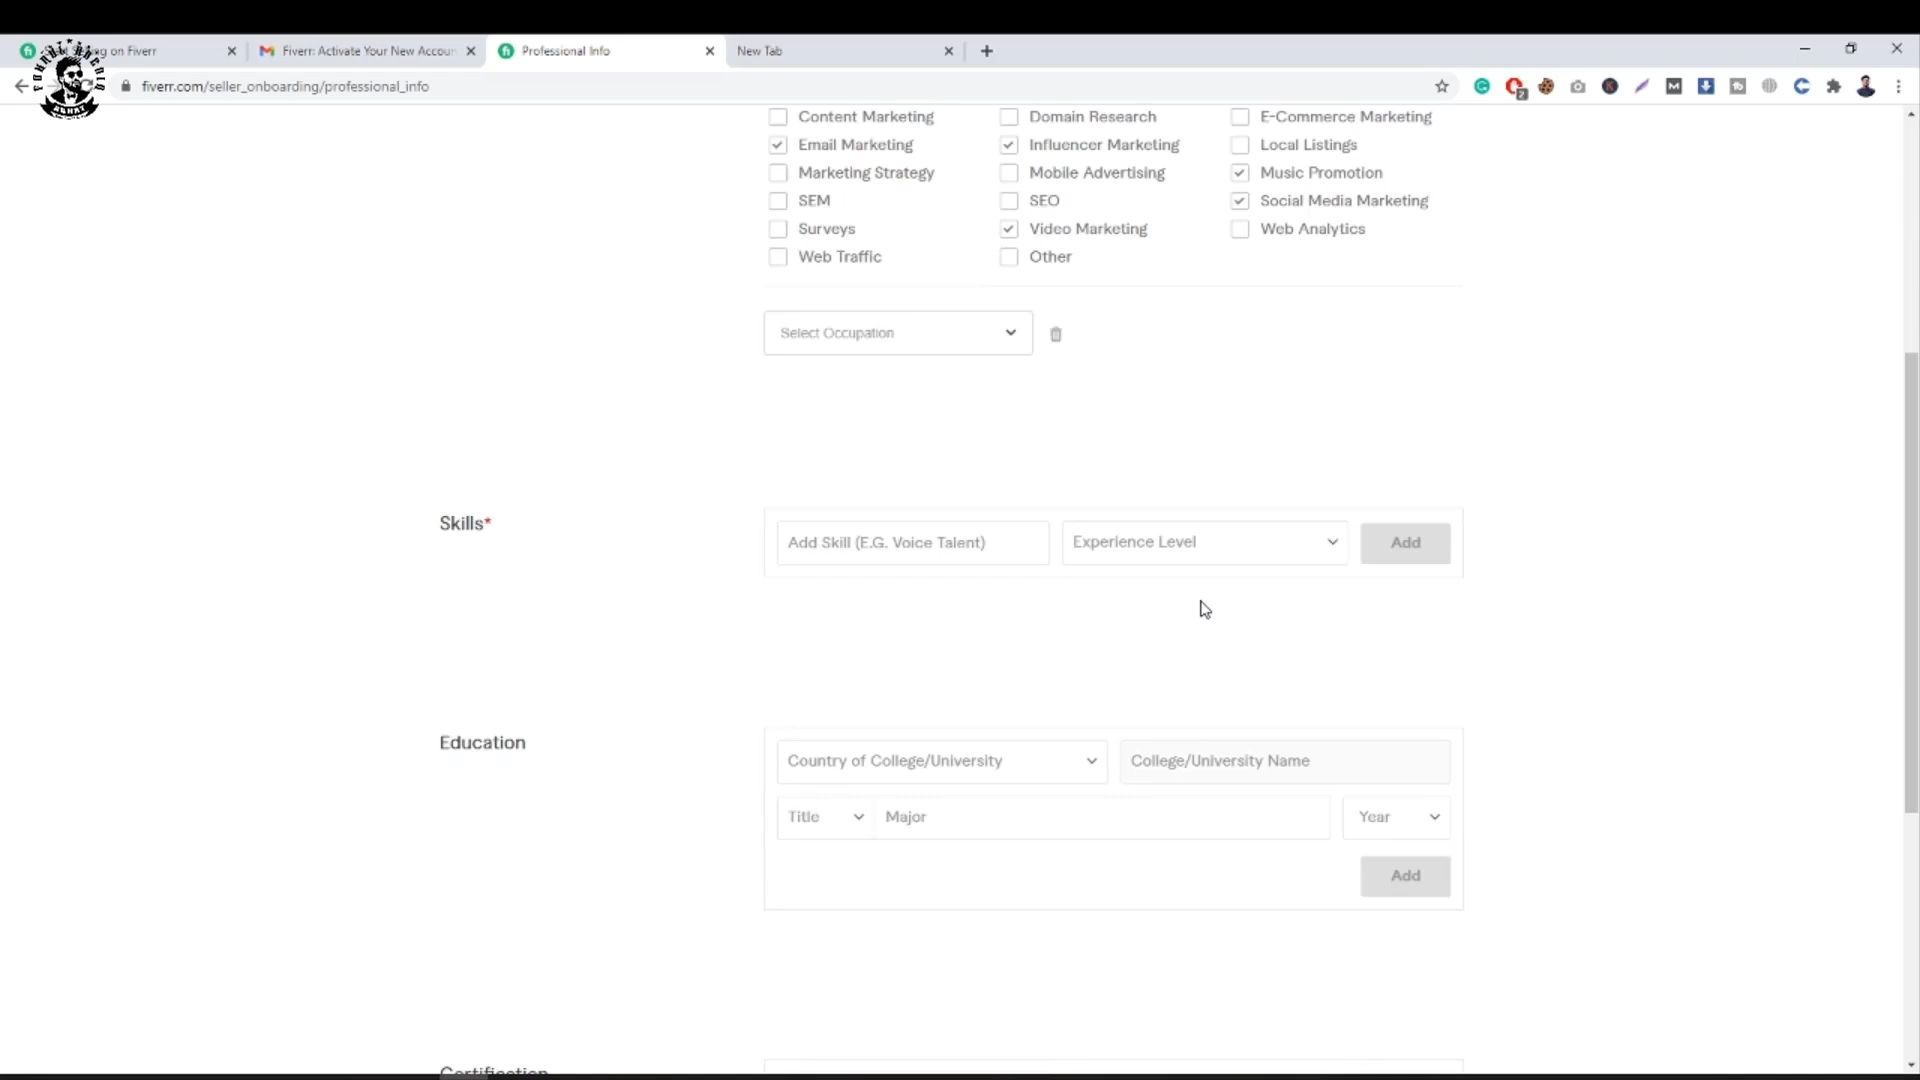 ng on Fiverr
Fiverr: Activate Your New Accoun
Professional Info
New Tab
fiverr.com/seller_onboarding/professional_info
Content Marketing
Domain Research
E-Commerce Marketing
Email Marketing
Influencer Marketing
Local Listings
Marketing Strategy
Mobile Advertising
Music Promotion
SEM
SEO
Social Media Marketing
Surveys
Video Marketing
Web Analytics
Web Traffic
Other
Select Occupation
Skills*
Add Skill (E.G. Voice Talent)
Experience Level
Add
Education
Country of College/University
College/University Name
Title
Major
Year
Add
Certification